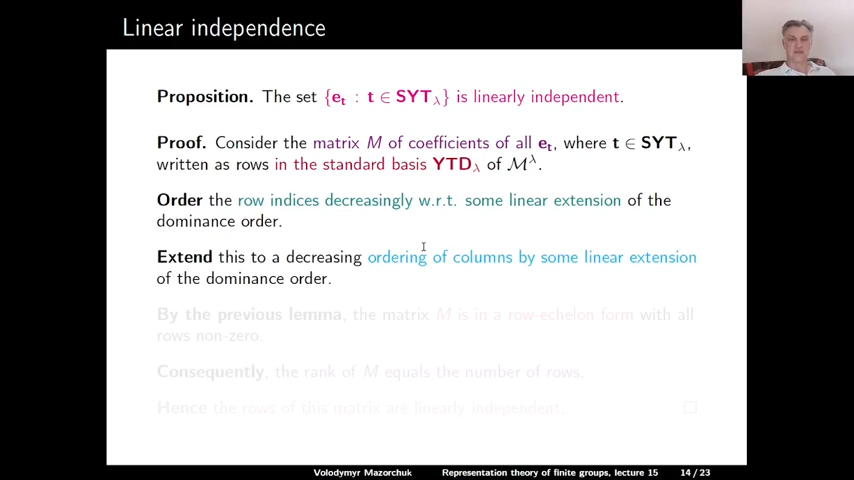 Linear independence
Proposition. The set {e_t : t ∈ SYT_λ} is linearly independent.
Proof. Consider the matrix M of coefficients of all e_t, where t ∈ SYT_λ,
written as rows in the standard basis YTD_λ of ℳ^λ.
Order the row indices decreasingly w.r.t. some linear extension of the
dominance order.
Extend this to a decreasing ordering of columns by some linear extension
of the dominance order.
By the previous lemma, the matrix M is in a row-echelon form with all
rows non-zero.
Consequently, the rank of M equals the number of rows.
Hence the rows of this matrix are linearly independent.
Volodymyr Mazorchuk Representation theory of finite groups, lecture 15 14/23